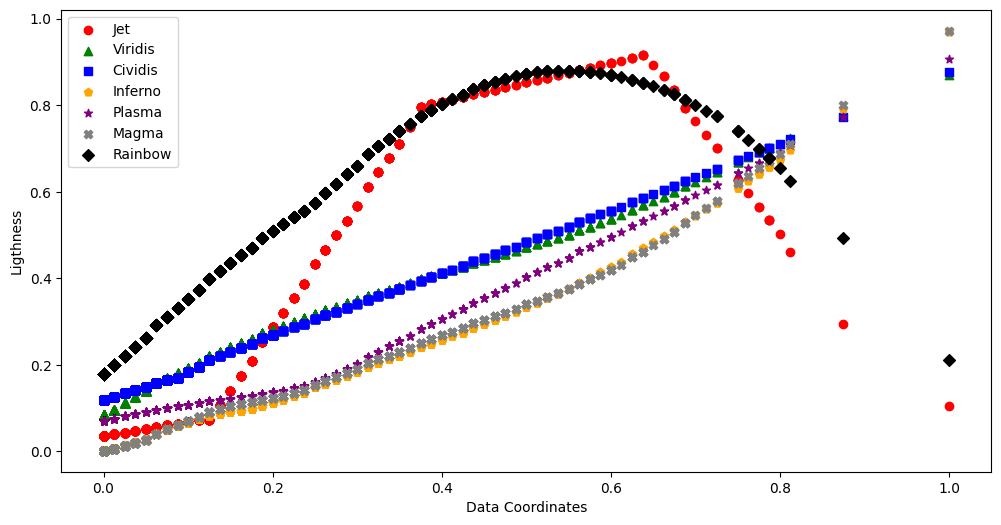 Jet
Viridis
Cividis
Inferno
Plasma
Magma
Rainbow
1.0
0.8
0.6
0.4
0.2
0.0
Ligthness
0.0 0.2 0.4 0.6 0.8 1.0
Data Coordinates